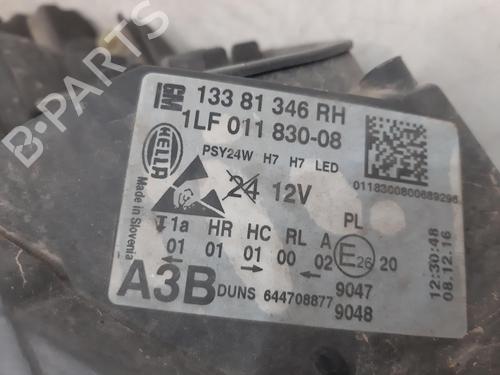 GM 133 81 346 RH
1LF 011 830-08
HELLA
PSY24W H7 H7 LED
24 12V
0118300800689296
Made in Slovenia
PL
T1a HR HC RL A
01 01 01 00 02 E26 20
A3B DUNS 644708877
9047
9048
12:30:48
08.12.16
B-PARTS